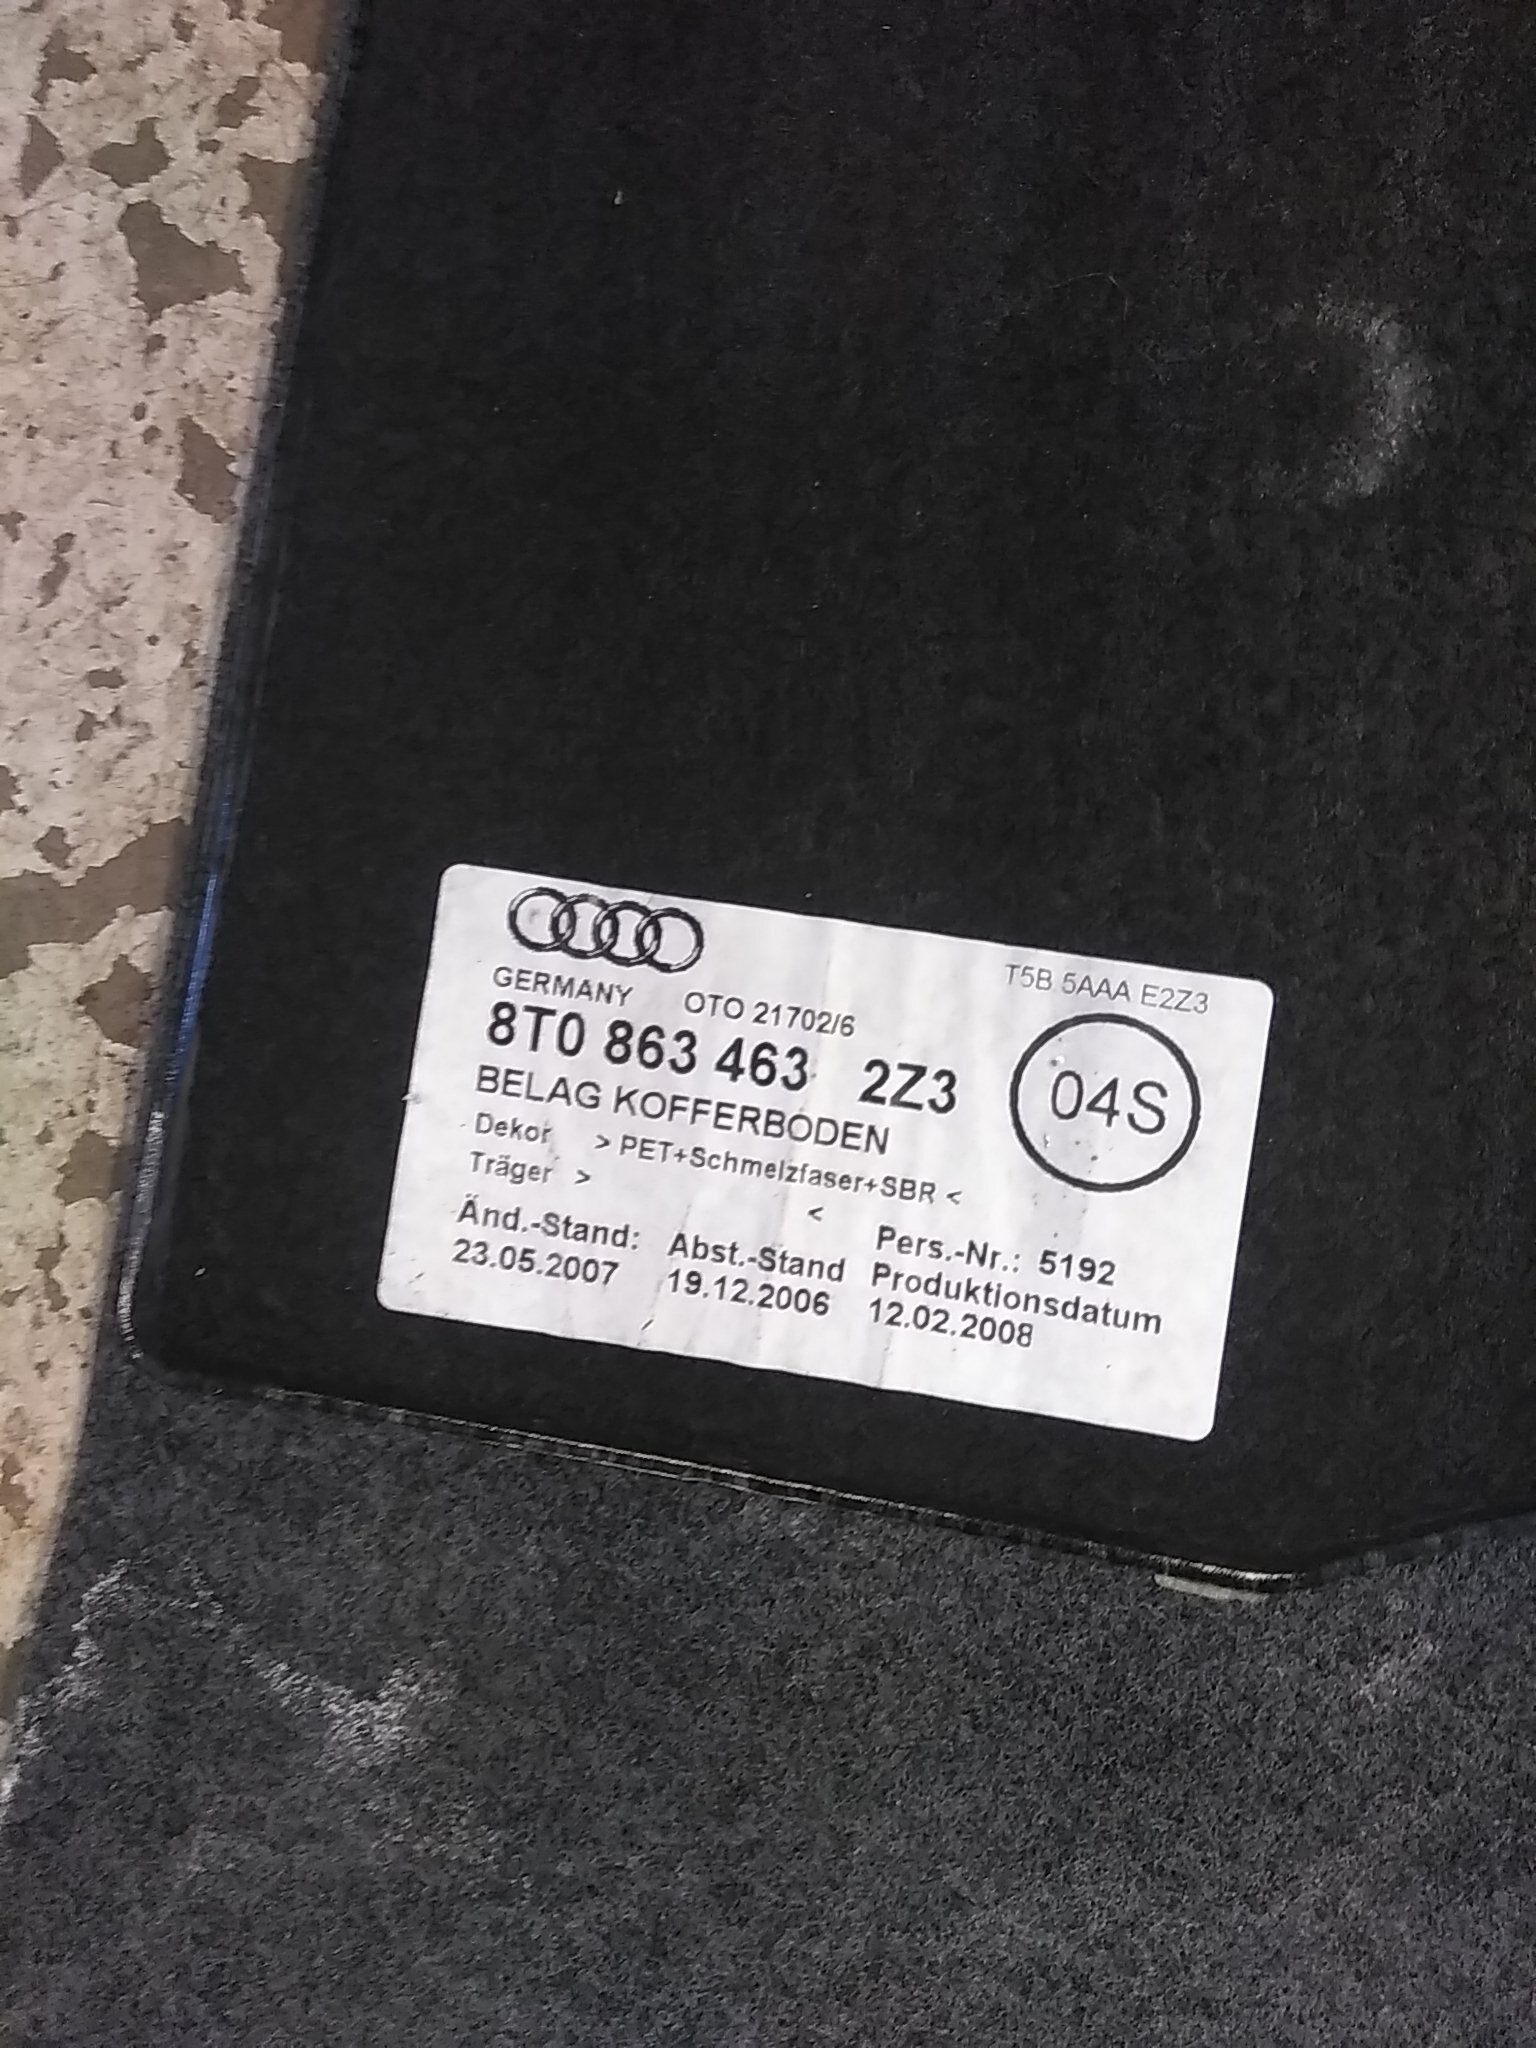 T5B 5AAA E2Z3
GERMANY OTO 21702/6
8T0 863 463 2Z3
04S
BELAG KOFFERBODEN
Dekor > PET+Schmelzfaser+SBR <
Träger > <
Pers.-Nr.: 5192
Änd.-Stand: Abst.-Stand Produktionsdatum
23.05.2007 19.12.2006 12.02.2008